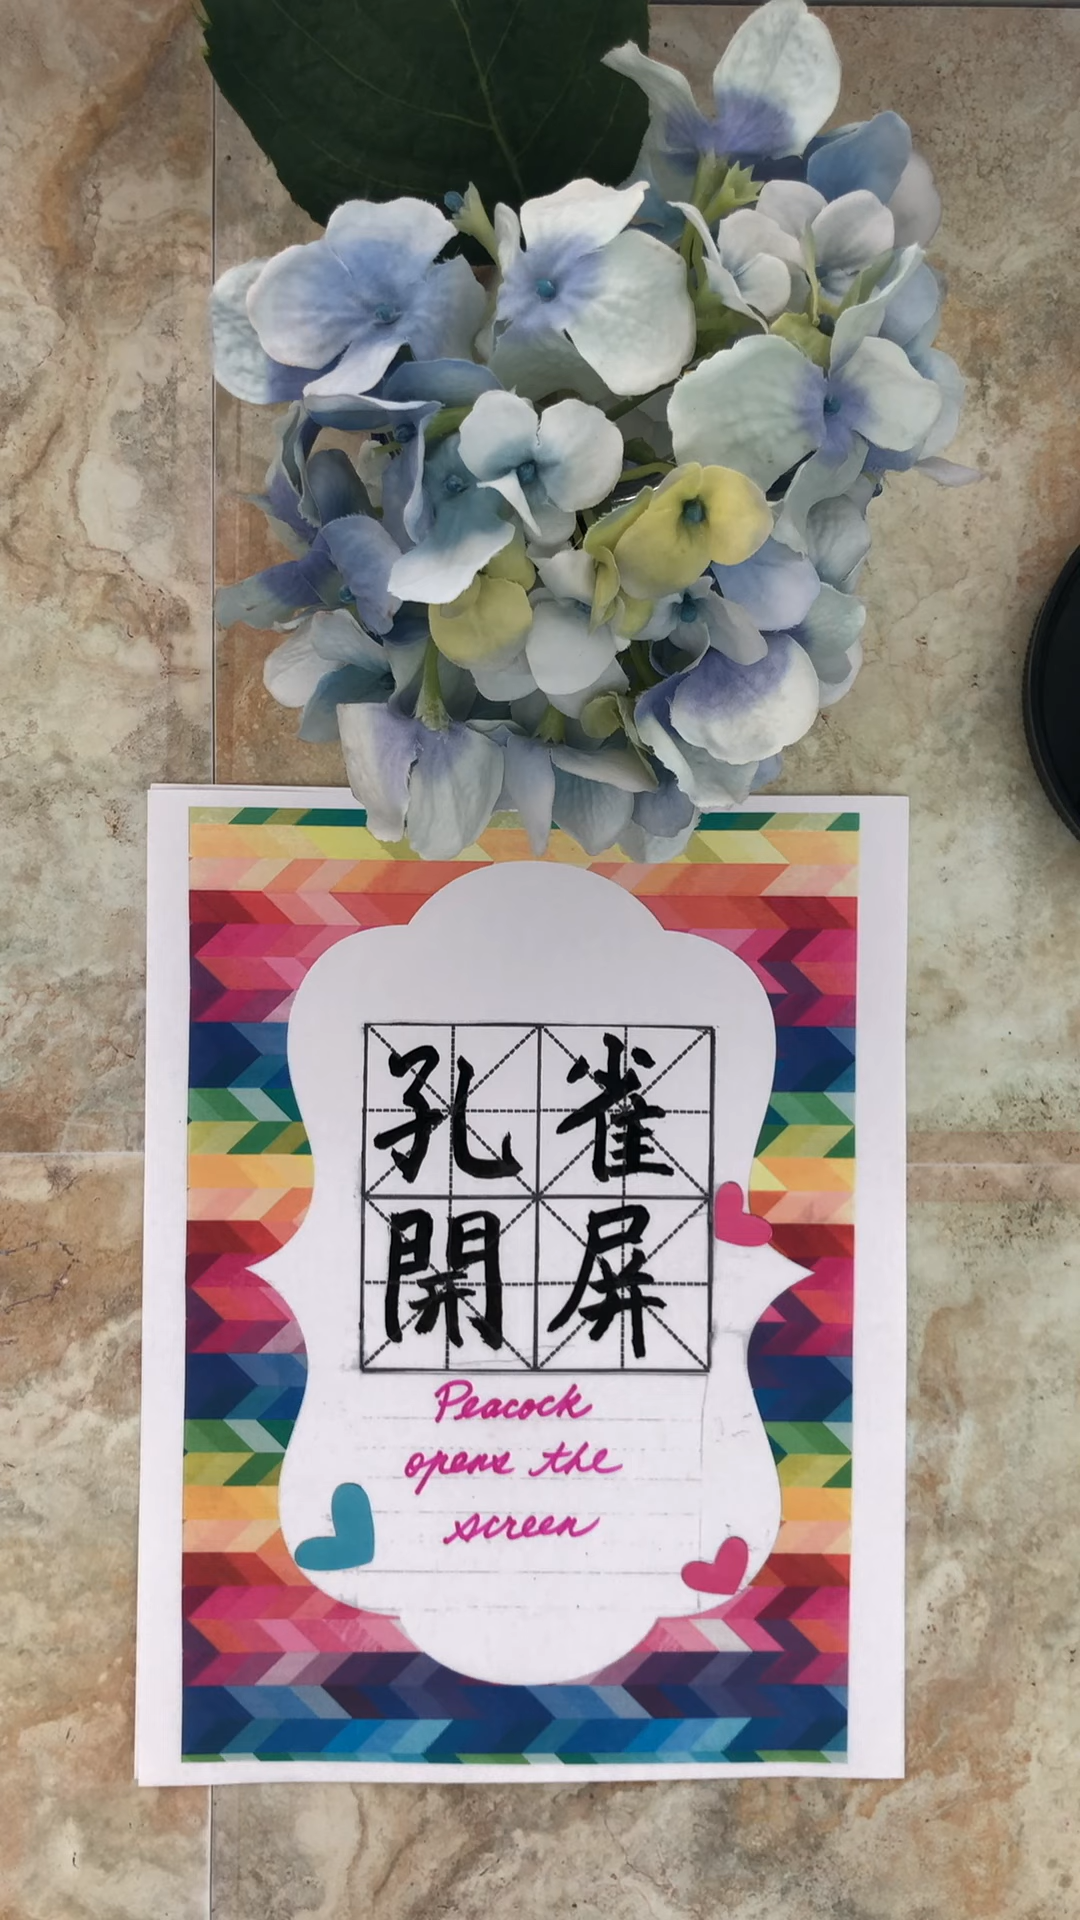 孔雀
開屏
Peacock
opens the
screen